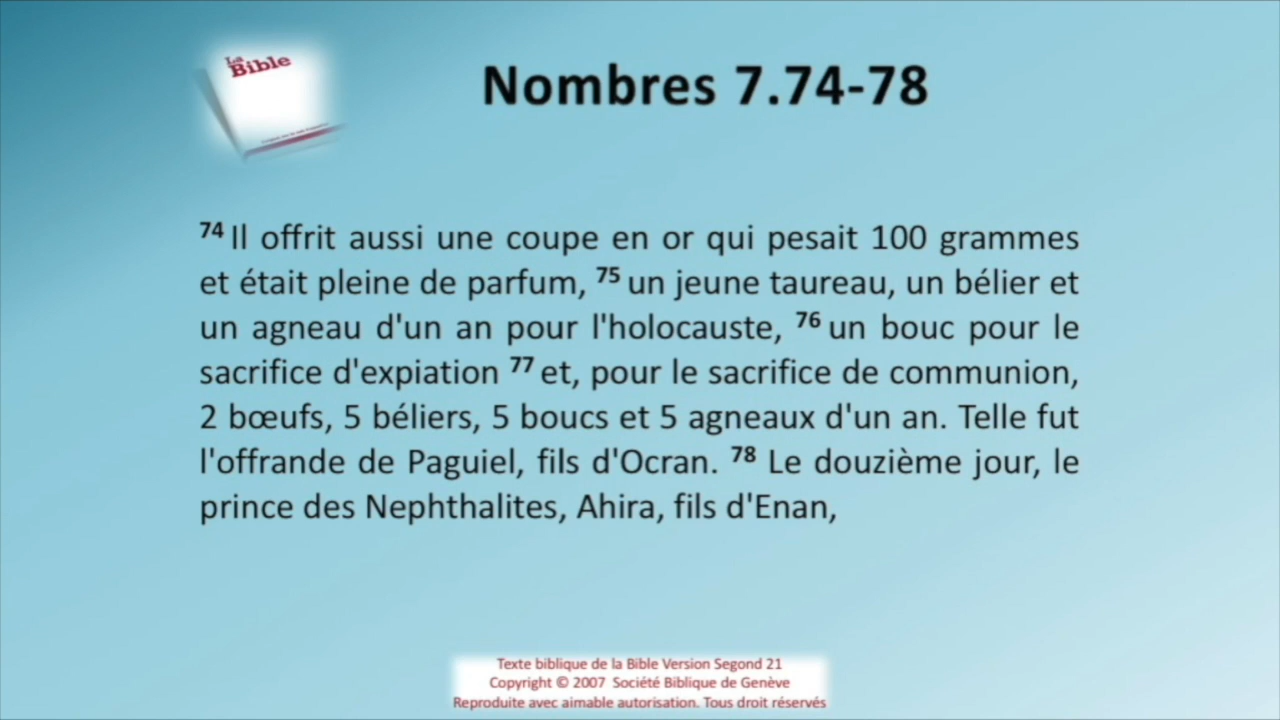 La
Bible
Nombres 7.74-78
74 Il offrit aussi une coupe en or qui pesait 100 grammes
et était pleine de parfum, 75 un jeune taureau, un bélier et
un agneau d'un an pour l'holocauste, 76 un bouc pour le
sacrifice d'expiation 77 et, pour le sacrifice de communion,
2 bœufs, 5 béliers, 5 boucs et 5 agneaux d'un an. Telle fut
l'offrande de Paguiel, fils d'Ocran. 78 Le douzième jour, le
prince des Nephthalites, Ahira, fils d'Enan,
Texte biblique de la Bible Version Segond 21
Copyright © 2007 Société Biblique de Genève
Reproduite avec aimable autorisation. Tous droit réservés